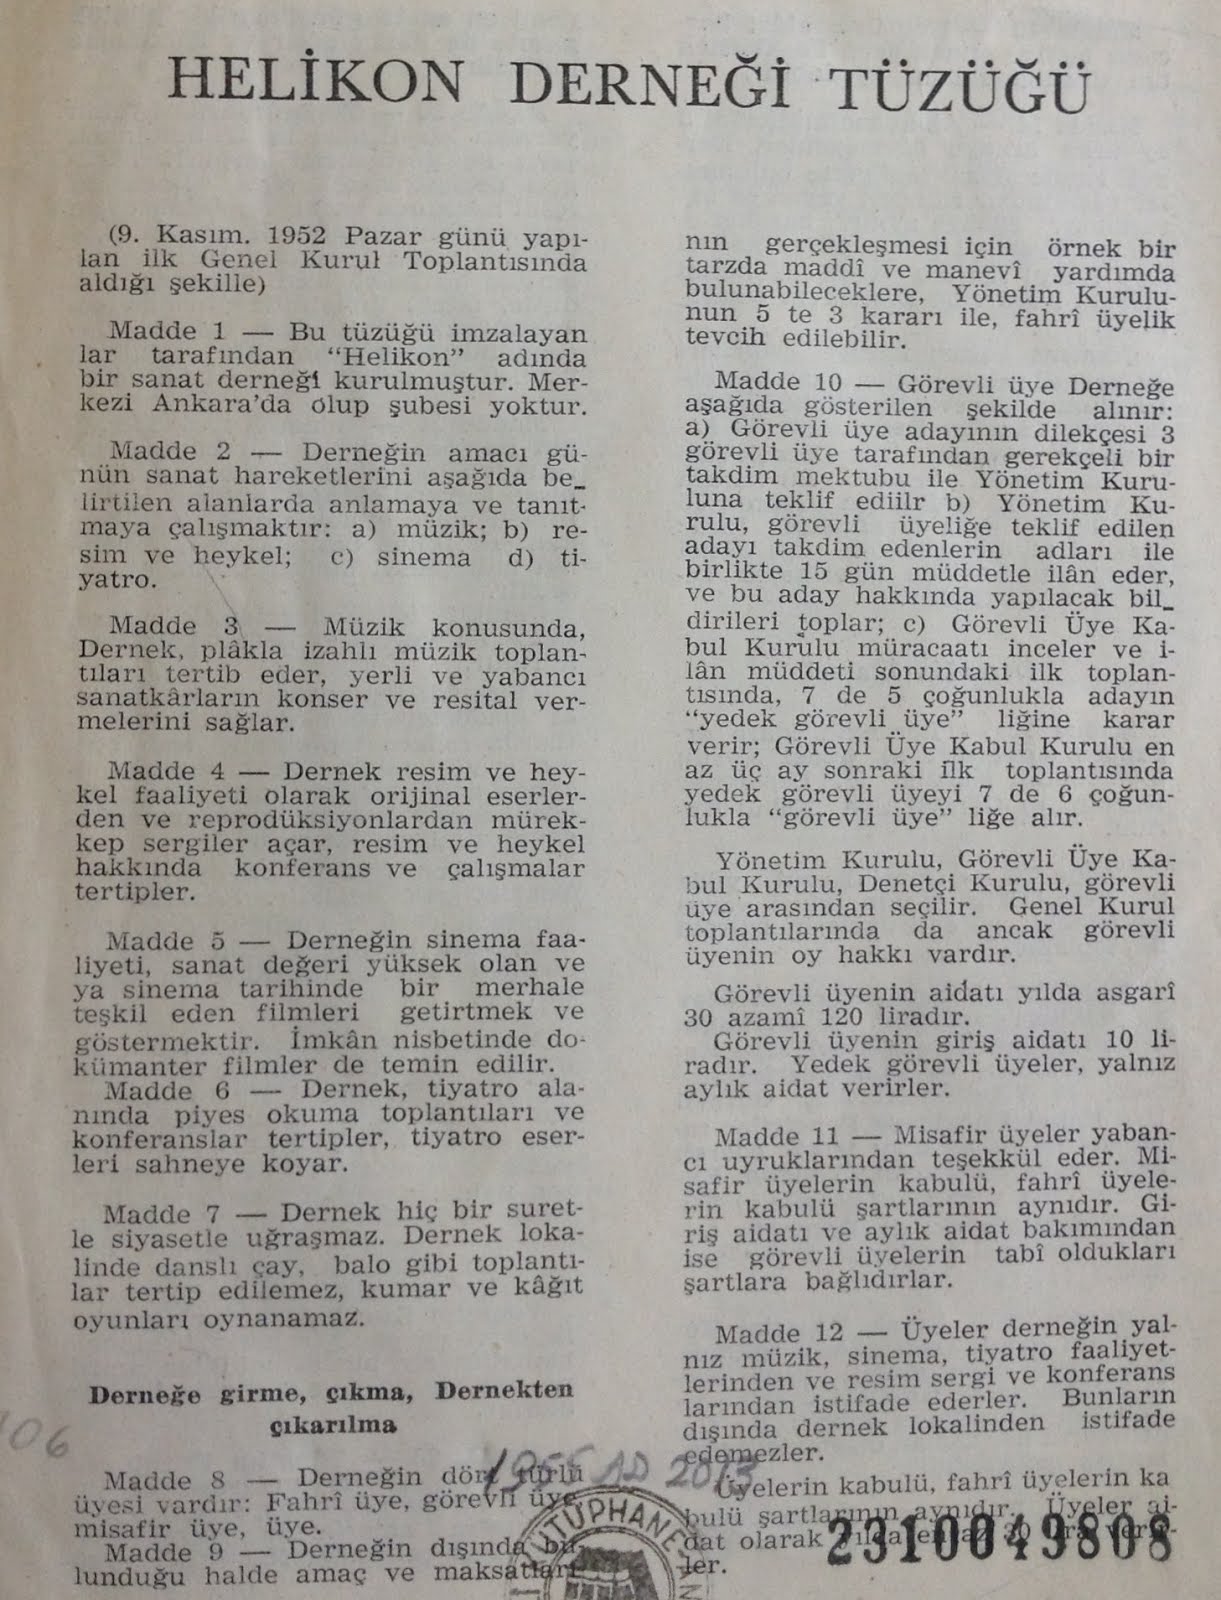 HELİKON DERNEĞİ TÜZÜĞÜ
(9. Kasım. 1952 Pazar günü yapı-
lan ilk Genel Kurul Toplantısında
aldığı şekille)
Madde 1 — Bu tüzüğü imzalayan
lar tarafından “Helikon” adında
bir sanat derneği kurulmuştur. Mer-
kezi Ankara’da olup şubesi yoktur.
Madde 2 — Derneğin amacı gü-
nün sanat hareketlerini aşağıda be_
lirtilen alanlarda anlamaya ve tanıt-
maya çalışmaktır: a) müzik; b) re-
sim ve heykel; c) sinema d) ti-
yatro.
Madde 3 — Müzik konusunda,
Dernek, plâkla izahlı müzik toplan-
tıları tertib eder, yerli ve yabancı
sanatkârların konser ve resital ver-
melerini sağlar.
Madde 4 — Dernek resim ve hey-
kel faaliyeti olarak orijinal eserler-
den ve reprodüksiyonlardan mürek-
kep sergiler açar, resim ve heykel
hakkında konferans ve çalışmalar
tertipler.
Madde 5 — Derneğin sinema faa-
liyeti, sanat değeri yüksek olan ve
ya sinema tarihinde bir merhale
teşkil eden filmleri getirtmek ve
göstermektir. İmkân nisbetinde do-
kümanter filmler de temin edilir.
Madde 6 — Dernek, tiyatro ala-
nında piyes okuma toplantıları ve
konferanslar tertipler, tiyatro eser-
leri sahneye koyar.
Madde 7 — Dernek hiç bir suret-
le siyasetle uğraşmaz. Dernek loka-
linde danslı çay, balo gibi toplantı-
lar tertip edilemez, kumar ve kâğıt
oyunları oynanamaz.
Derneğe girme, çıkma, Dernekten
çıkarılma
Madde 8 — Derneğin dört türlü
üyesi vardır: Fahrî üye, görevli üye,
misafir üye, üye.
Madde 9 — Derneğin dışında bu-
lunduğu halde amaç ve maksatları
nın gerçekleşmesi için örnek bir
tarzda maddî ve manevî yardımda
bulunabileceklere, Yönetim Kurulu-
nun 5 te 3 kararı ile, fahrî üyelik
tevcih edilebilir.
Madde 10 — Görevli üye Derneğe
aşağıda gösterilen şekilde alınır:
a) Görevli üye adayının dilekçesi 3
görevli üye tarafından gerekçeli bir
takdim mektubu ile Yönetim Kuru-
luna teklif ediilr b) Yönetim Ku-
rulu, görevli üyeliğe teklif edilen
adayı takdim edenlerin adları ile
birlikte 15 gün müddetle ilân eder,
ve bu aday hakkında yapılacak bil_
dirileri toplar; c) Görevli Üye Ka-
bul Kurulu müracaatı inceler ve i-
lân müddeti sonundaki ilk toplan-
tısında, 7 de 5 çoğunlukla adayın
“yedek görevli üye” liğine karar
verir; Görevli Üye Kabul Kurulu en
az üç ay sonraki ilk toplantısında
yedek görevli üyeyi 7 de 6 çoğun-
lukla “görevli üye” liğe alır.
Yönetim Kurulu, Görevli Üye Ka-
bul Kurulu, Denetçi Kurulu, görevli
üye arasından seçilir. Genel Kurul
toplantılarında da ancak görevli
üyenin oy hakkı vardır.
Görevli üyenin aidatı yılda asgarî
30 azamî 120 liradır.
Görevli üyenin giriş aidatı 10 li-
radır. Yedek görevli üyeler, yalnız
aylık aidat verirler.
Madde 11 — Misafir üyeler yaban-
cı uyruklarından teşekkül eder. Mi-
safir üyelerin kabulü, fahrî üyele-
rin kabulü şartlarının aynıdır. Gi-
riş aidatı ve aylık aidat bakımından
ise görevli üyelerin tabî oldukları
şartlara bağlıdırlar.
Madde 12 — Üyeler derneğin yal-
nız müzik, sinema, tiyatro faaliyet-
lerinden ve resim sergi ve konferans
larından istifade ederler. Bunların
dışında dernek lokalinden istifade
edemezler.
Üyelerin kabulü, fahrî üyelerin ka
bulü şartlarının aynıdır. Üyeler ai-
dat olarak
ler.
106
1955 AD 2013
KÜTÜPHANE
2310049808